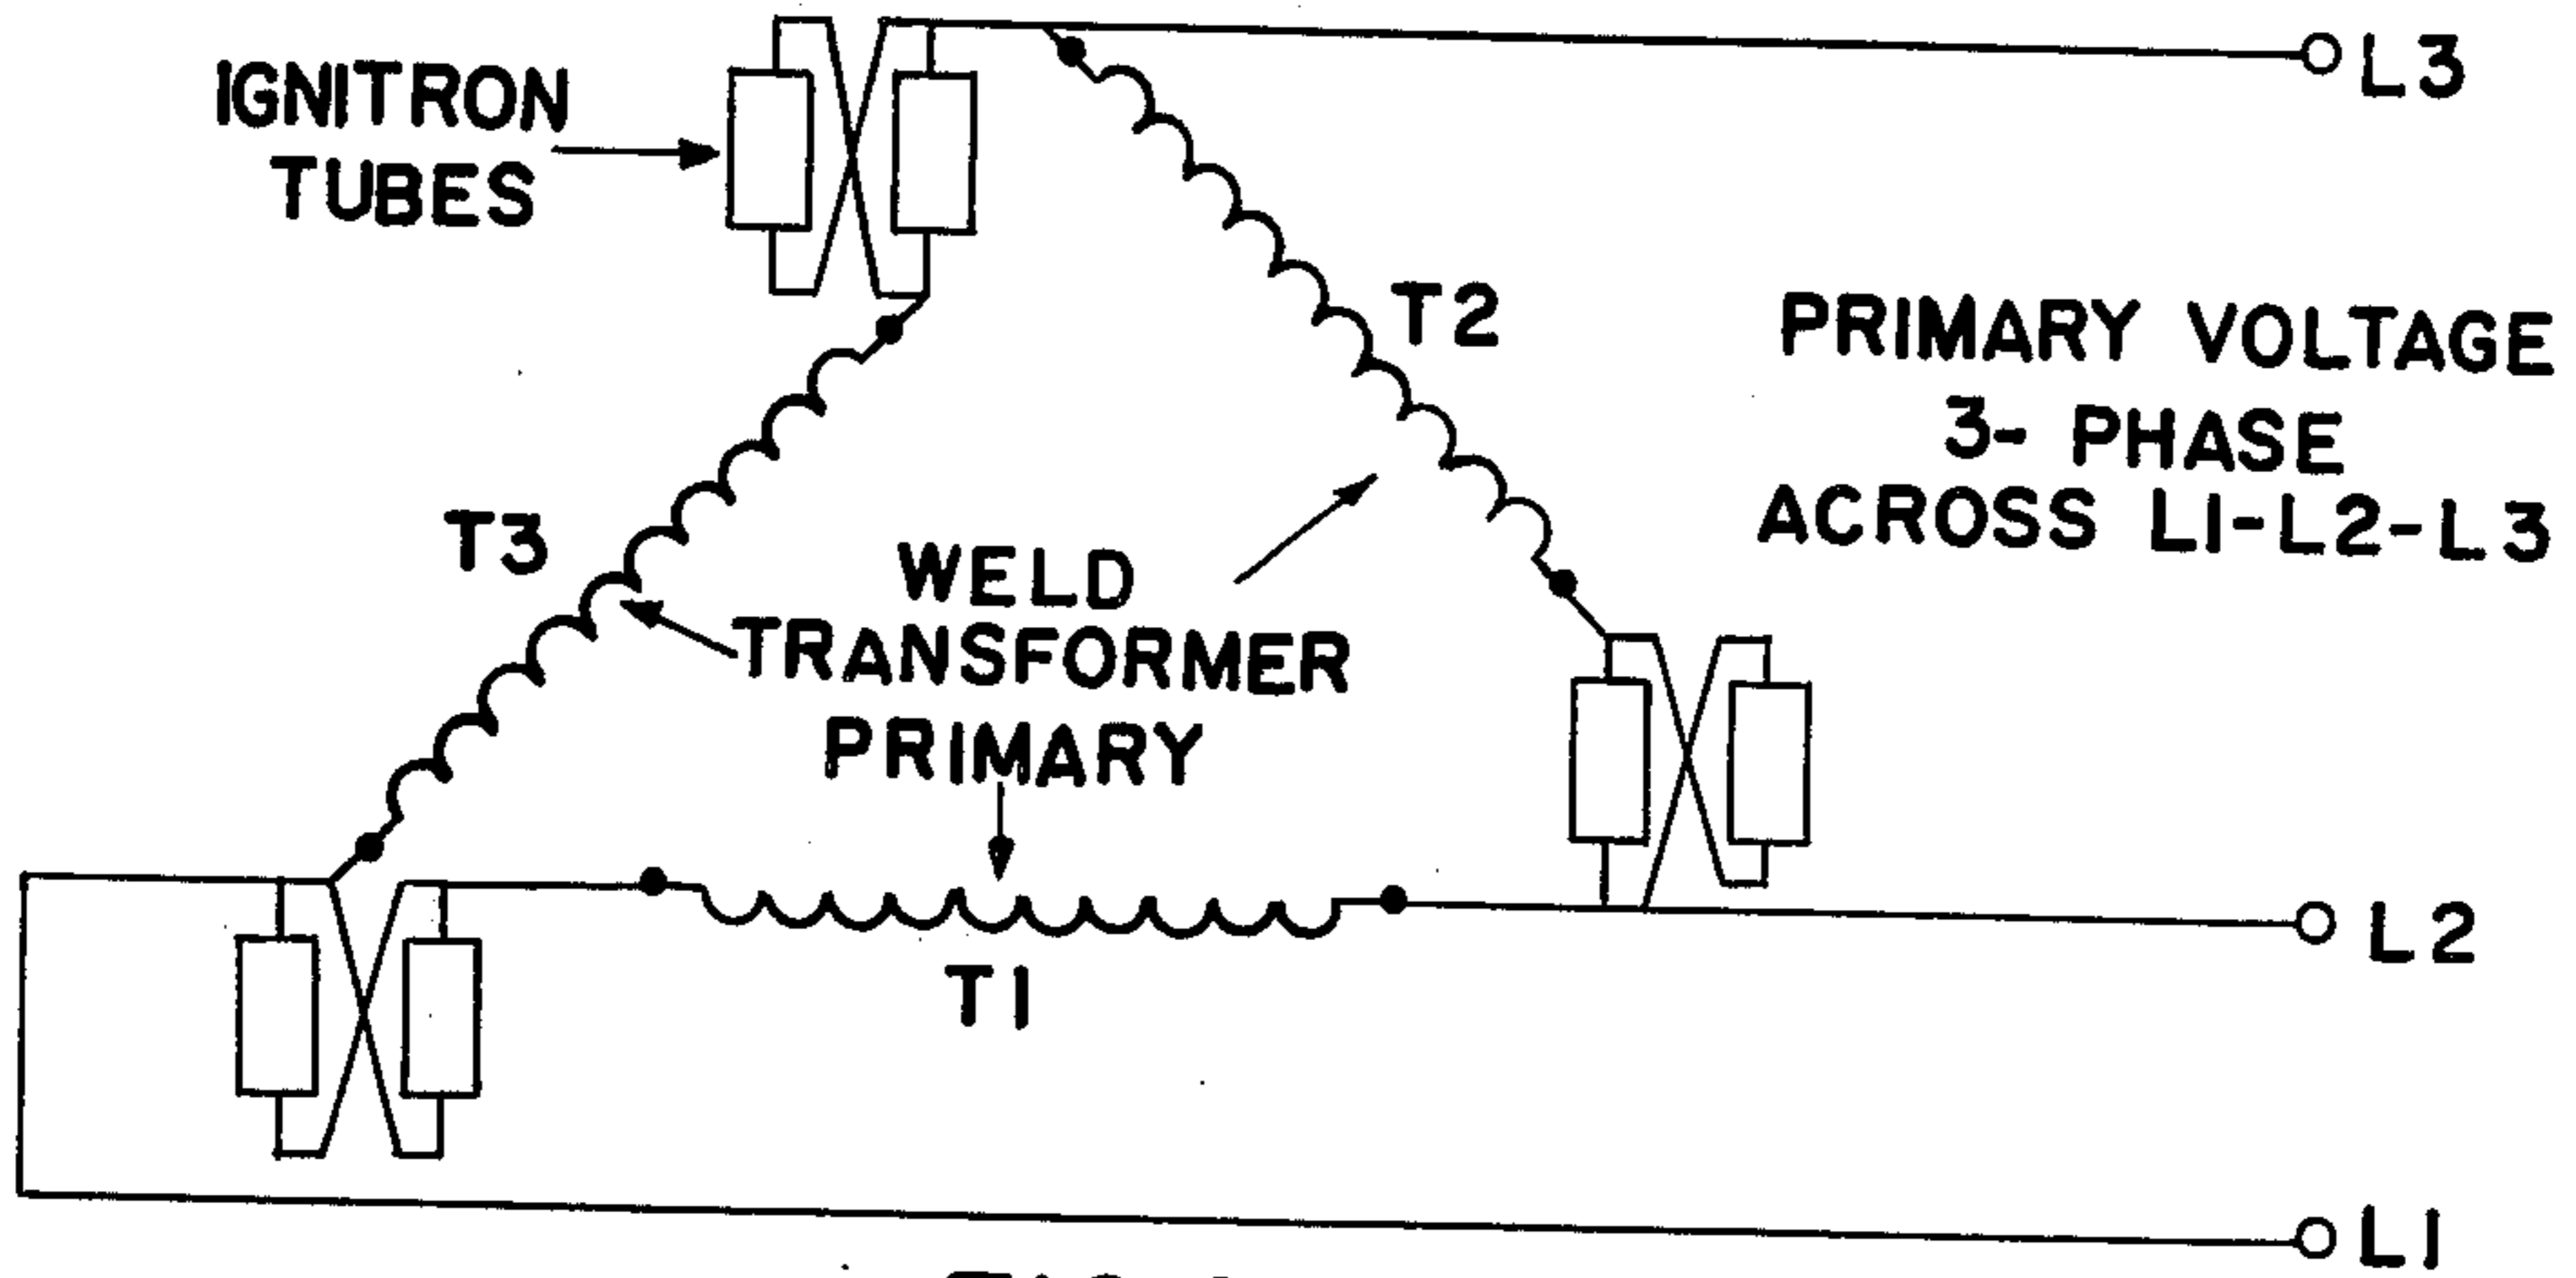 IGNITRON
TUBES
L3
T2
PRIMARY VOLTAGE
3- PHASE
ACROSS L1-L2-L3
T3
WELD
TRANSFORMER
PRIMARY
L2
T1
L1